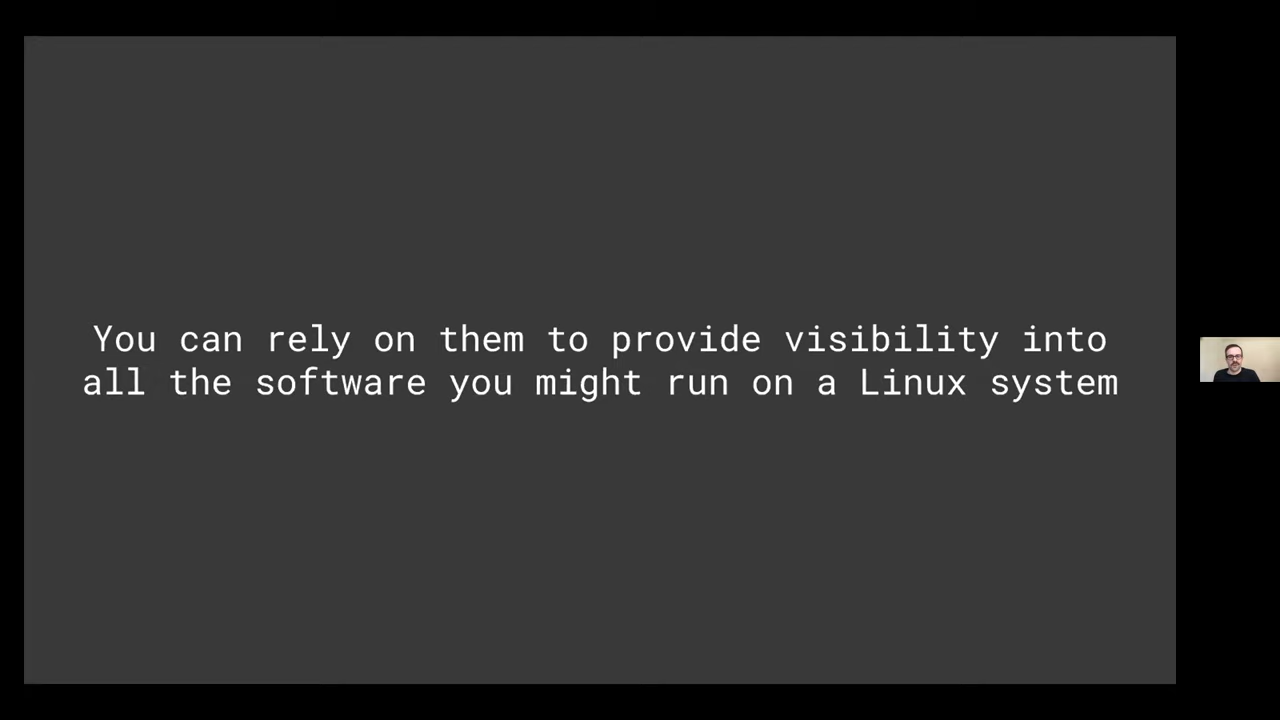 You can rely on them to provide visibility into
all the software you might run on a Linux system